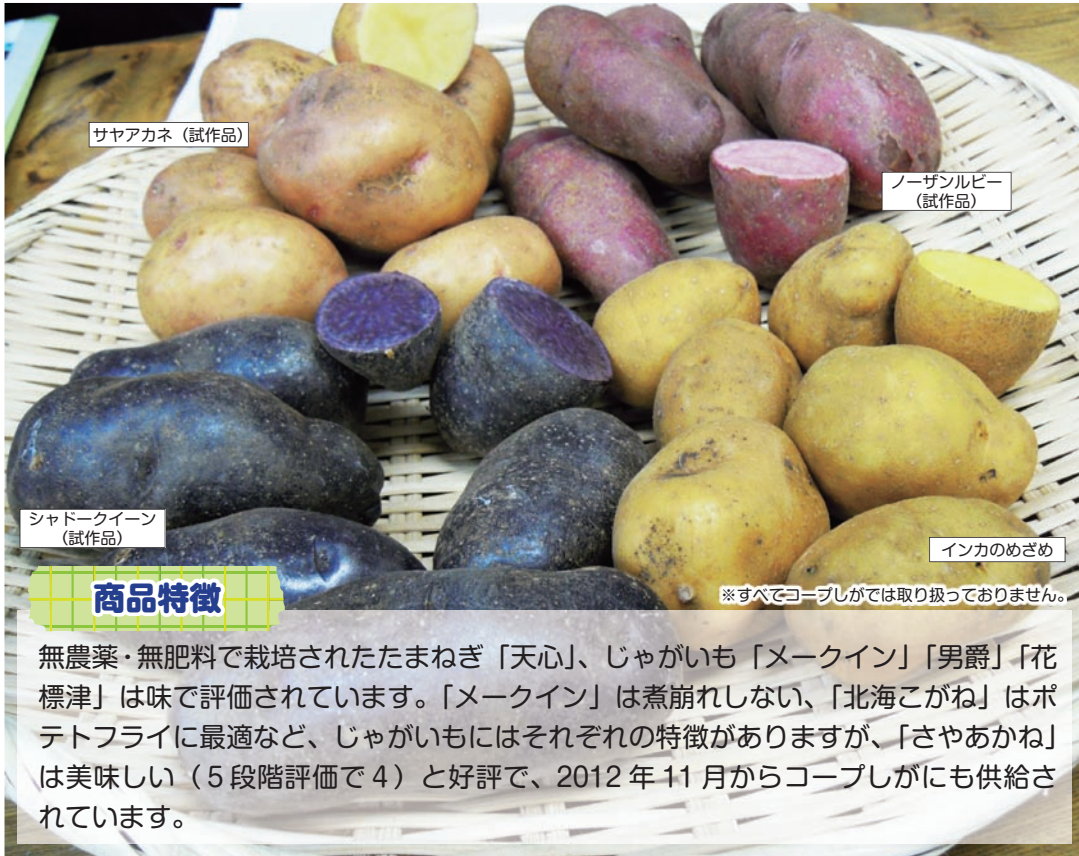 サヤアカネ（試作品）
ノーザンルビー
（試作品）
シャドークイーン
（試作品）
インカのめざめ
※すべてコープしがでは取り扱っておりません。
商品特徴
無農薬・無肥料で栽培されたたまねぎ「天心」、じゃがいも「メークイン」「男爵」「花
標津」は味で評価されています。「メークイン」は煮崩れしない、「北海こがね」はポ
テトフライに最適など、じゃがいもにはそれぞれの特徴がありますが、「さやあかね」
は美味しい（５段階評価で４）と好評で、2012 年 11 月からコープしがにも供給さ
れています。